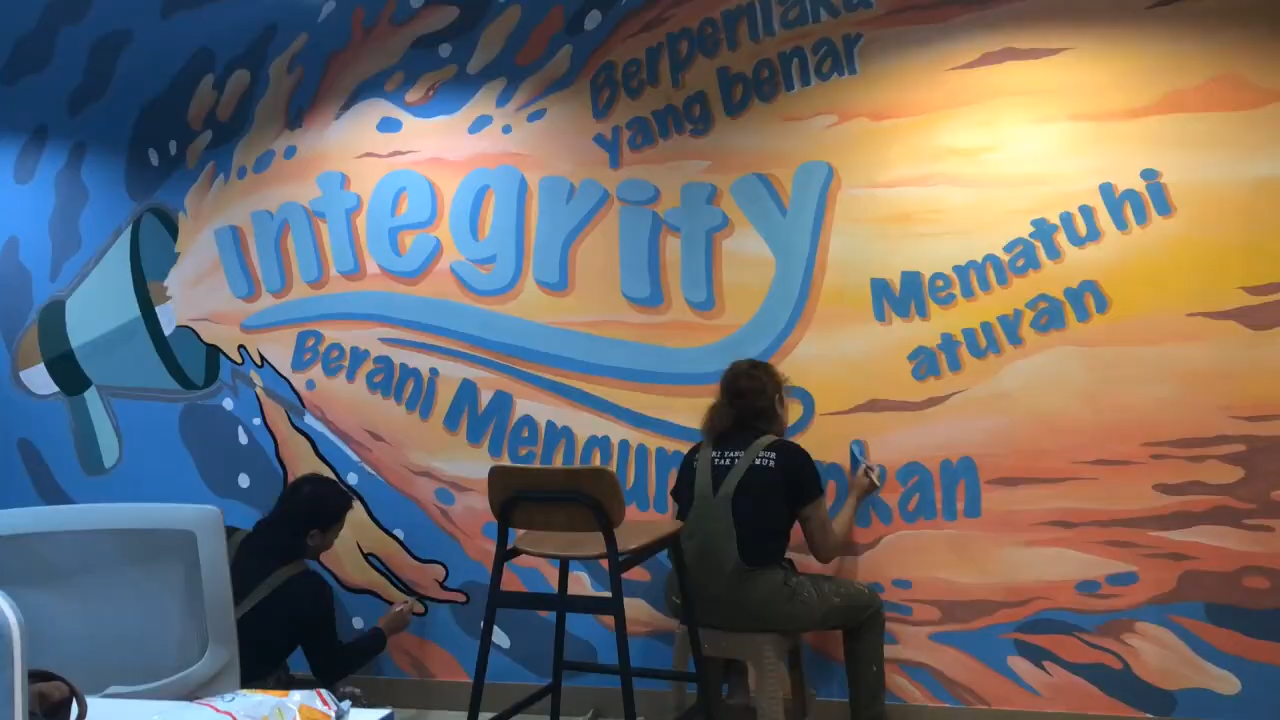 Berperilaku
yang benar
Integrity
Mematuhi
aturan
Berani